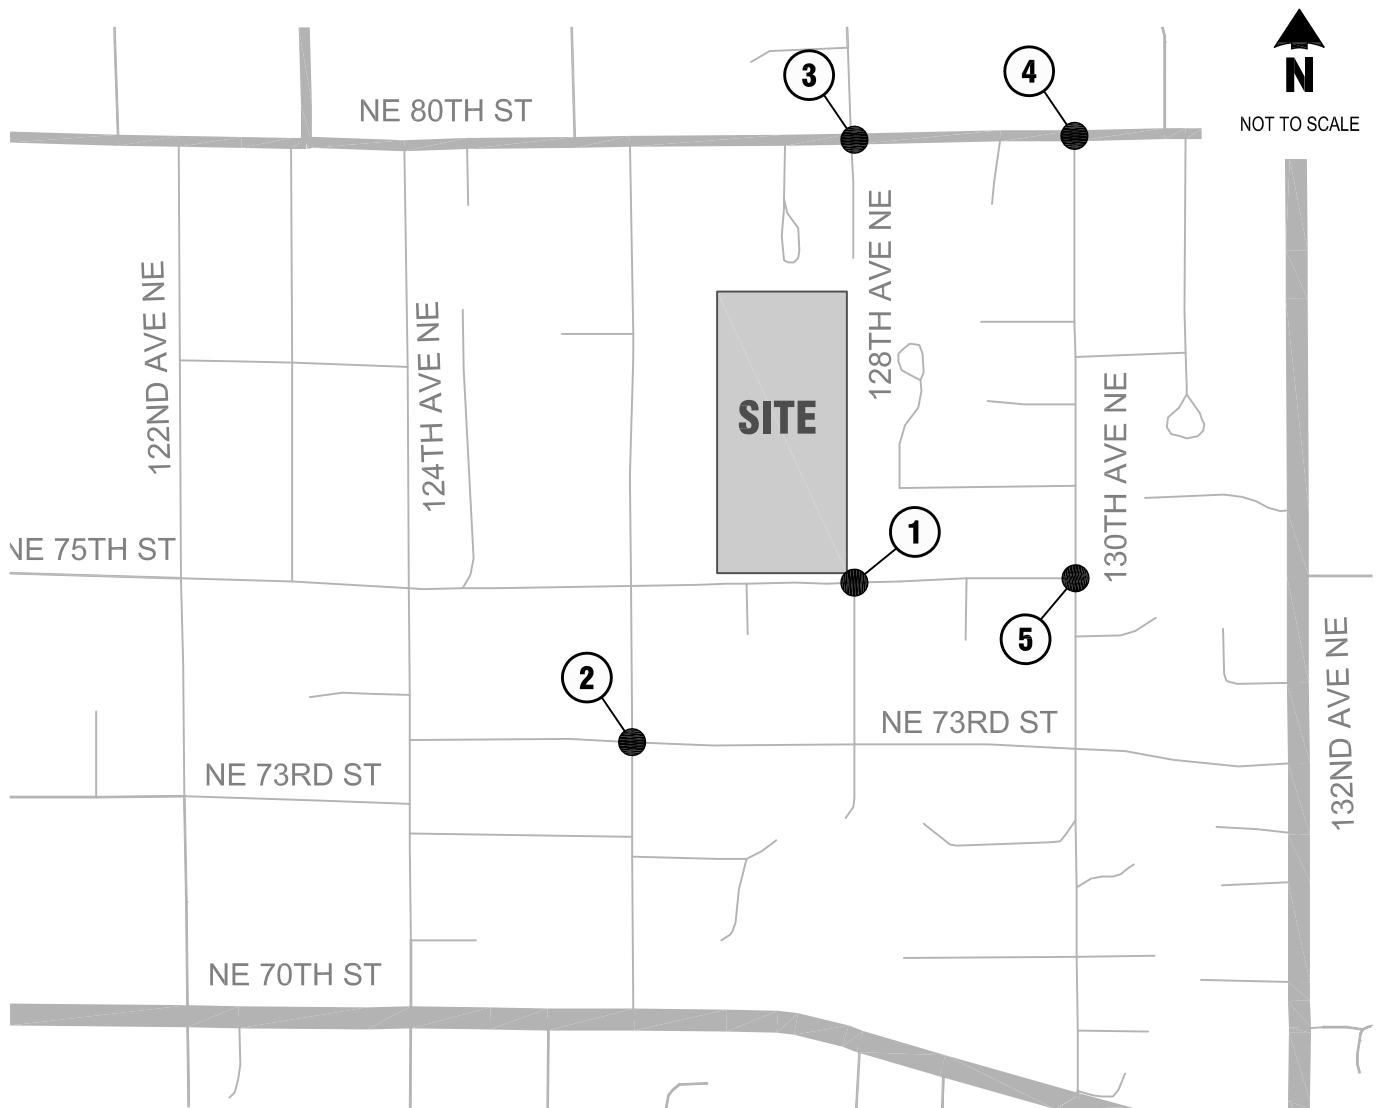 3
4
N
NE 80TH ST
NOT TO SCALE
128TH AVE NE
122ND AVE NE
124TH AVE NE
130TH AVE NE
SITE
1
NE 75TH ST
5
132ND AVE NE
2
NE 73RD ST
NE 73RD ST
NE 70TH ST